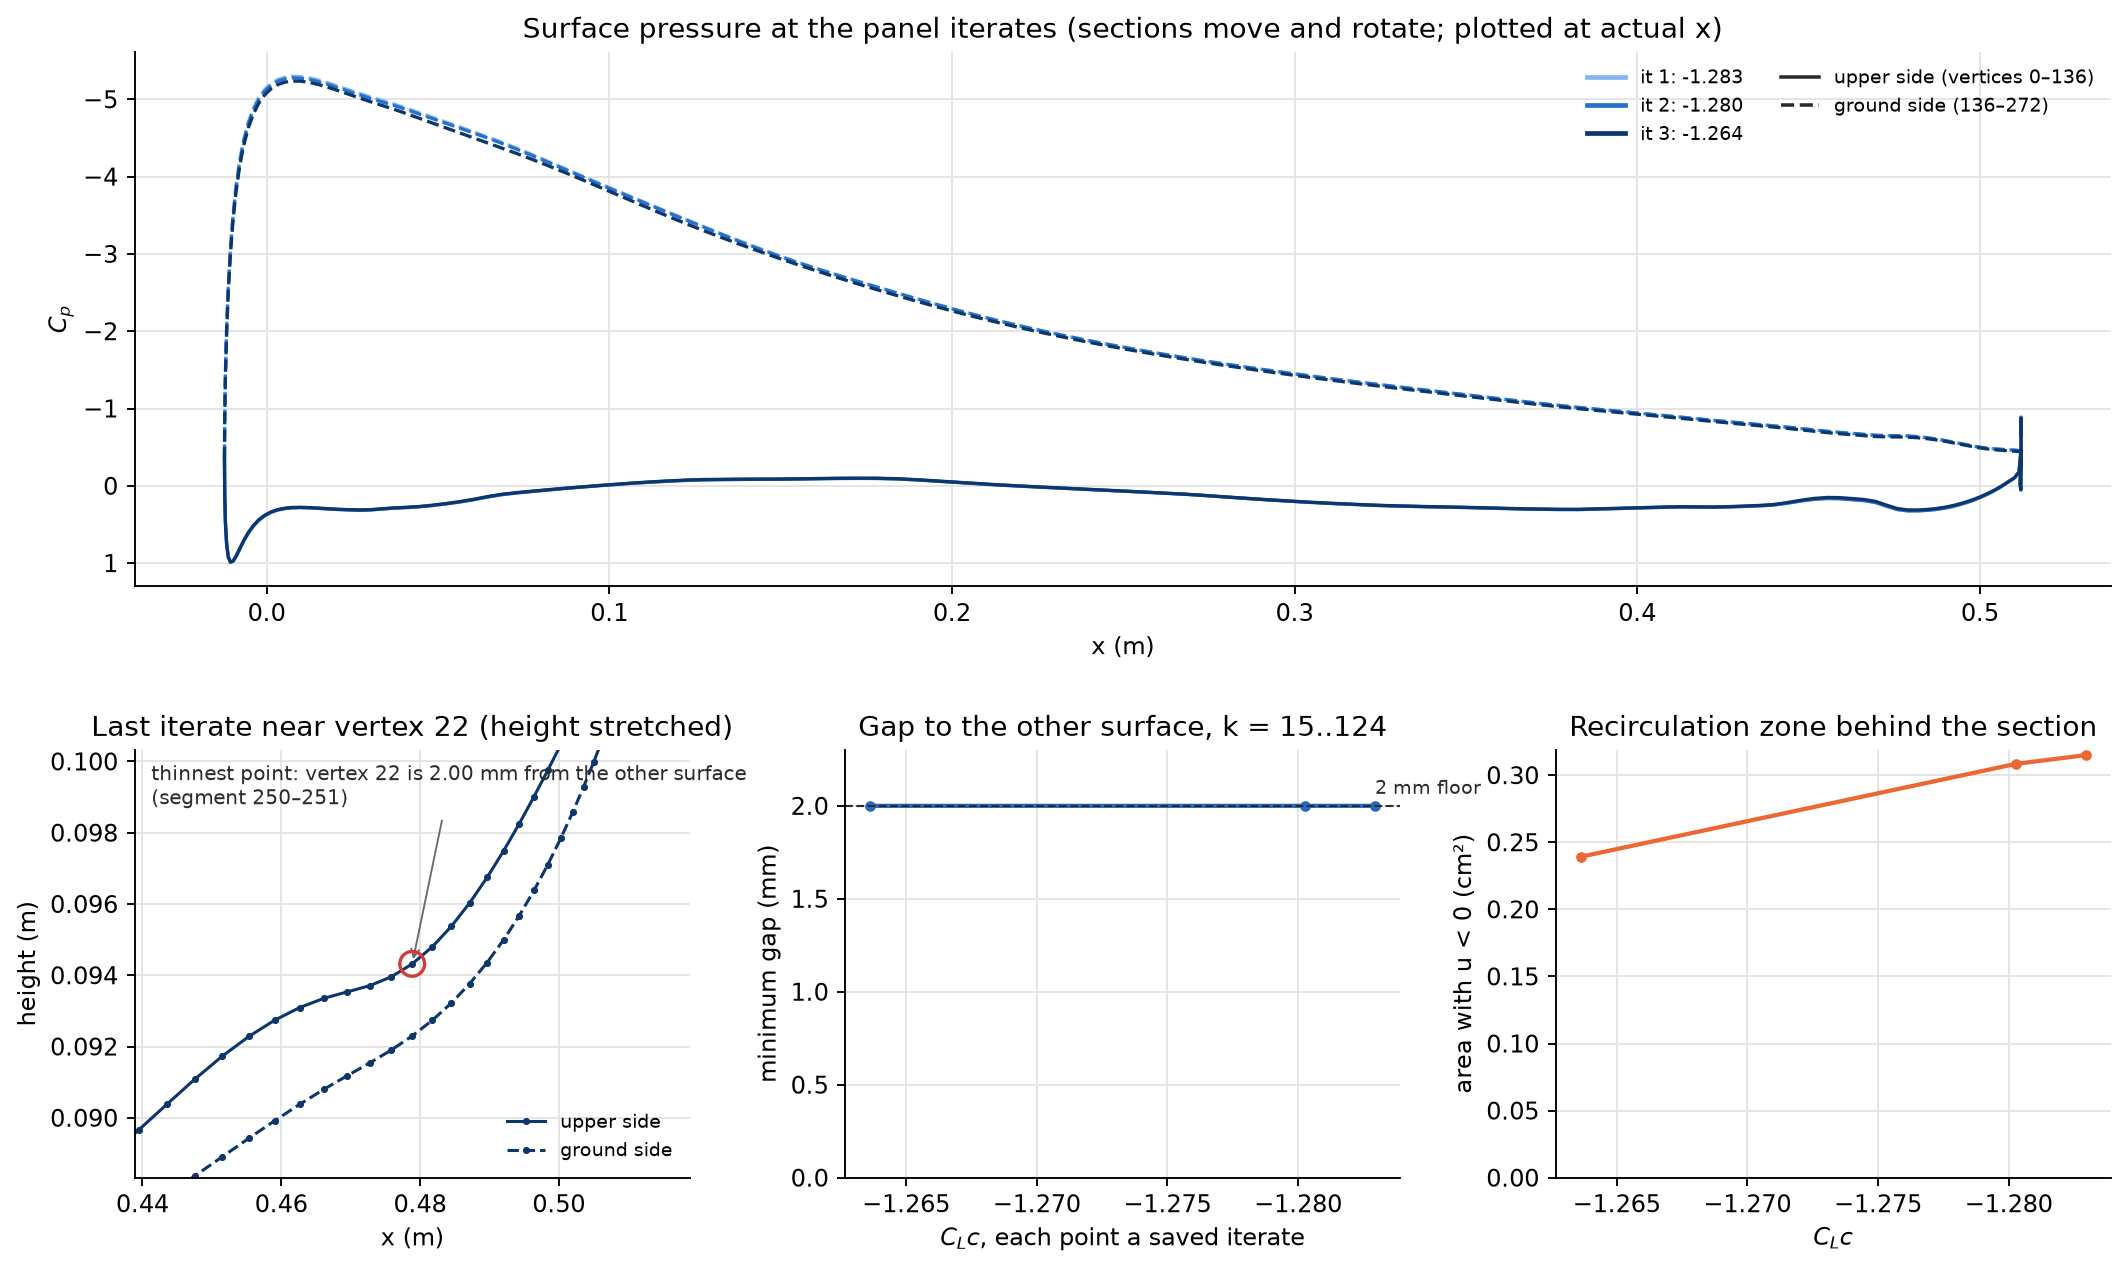 Surface pressure at the panel iterates (sections move and rotate; plotted at actual x)
−5
−4
−3
−2
−1
0
1
Cp
it 1: -1.283
it 2: -1.280
it 3: -1.264
upper side (vertices 0–136)
ground side (136–272)
0.0 0.1 0.2 0.3 0.4 0.5
x (m)
Last iterate near vertex 22 (height stretched)
thinnest point: vertex 22 is 2.00 mm from the other surface
(segment 250–251)
0.100
0.098
0.096
0.094
0.092
0.090
height (m)
upper side
ground side
0.44 0.46 0.48 0.50
x (m)
Gap to the other surface, k = 15..124
2 mm floor
2.0
1.5
1.0
0.5
0.0
minimum gap (mm)
−1.265 −1.270 −1.275 −1.280
CLc, each point a saved iterate
Recirculation zone behind the section
0.30
0.25
0.20
0.15
0.10
0.05
0.00
area with u < 0 (cm²)
−1.265 −1.270 −1.275 −1.280
CLc